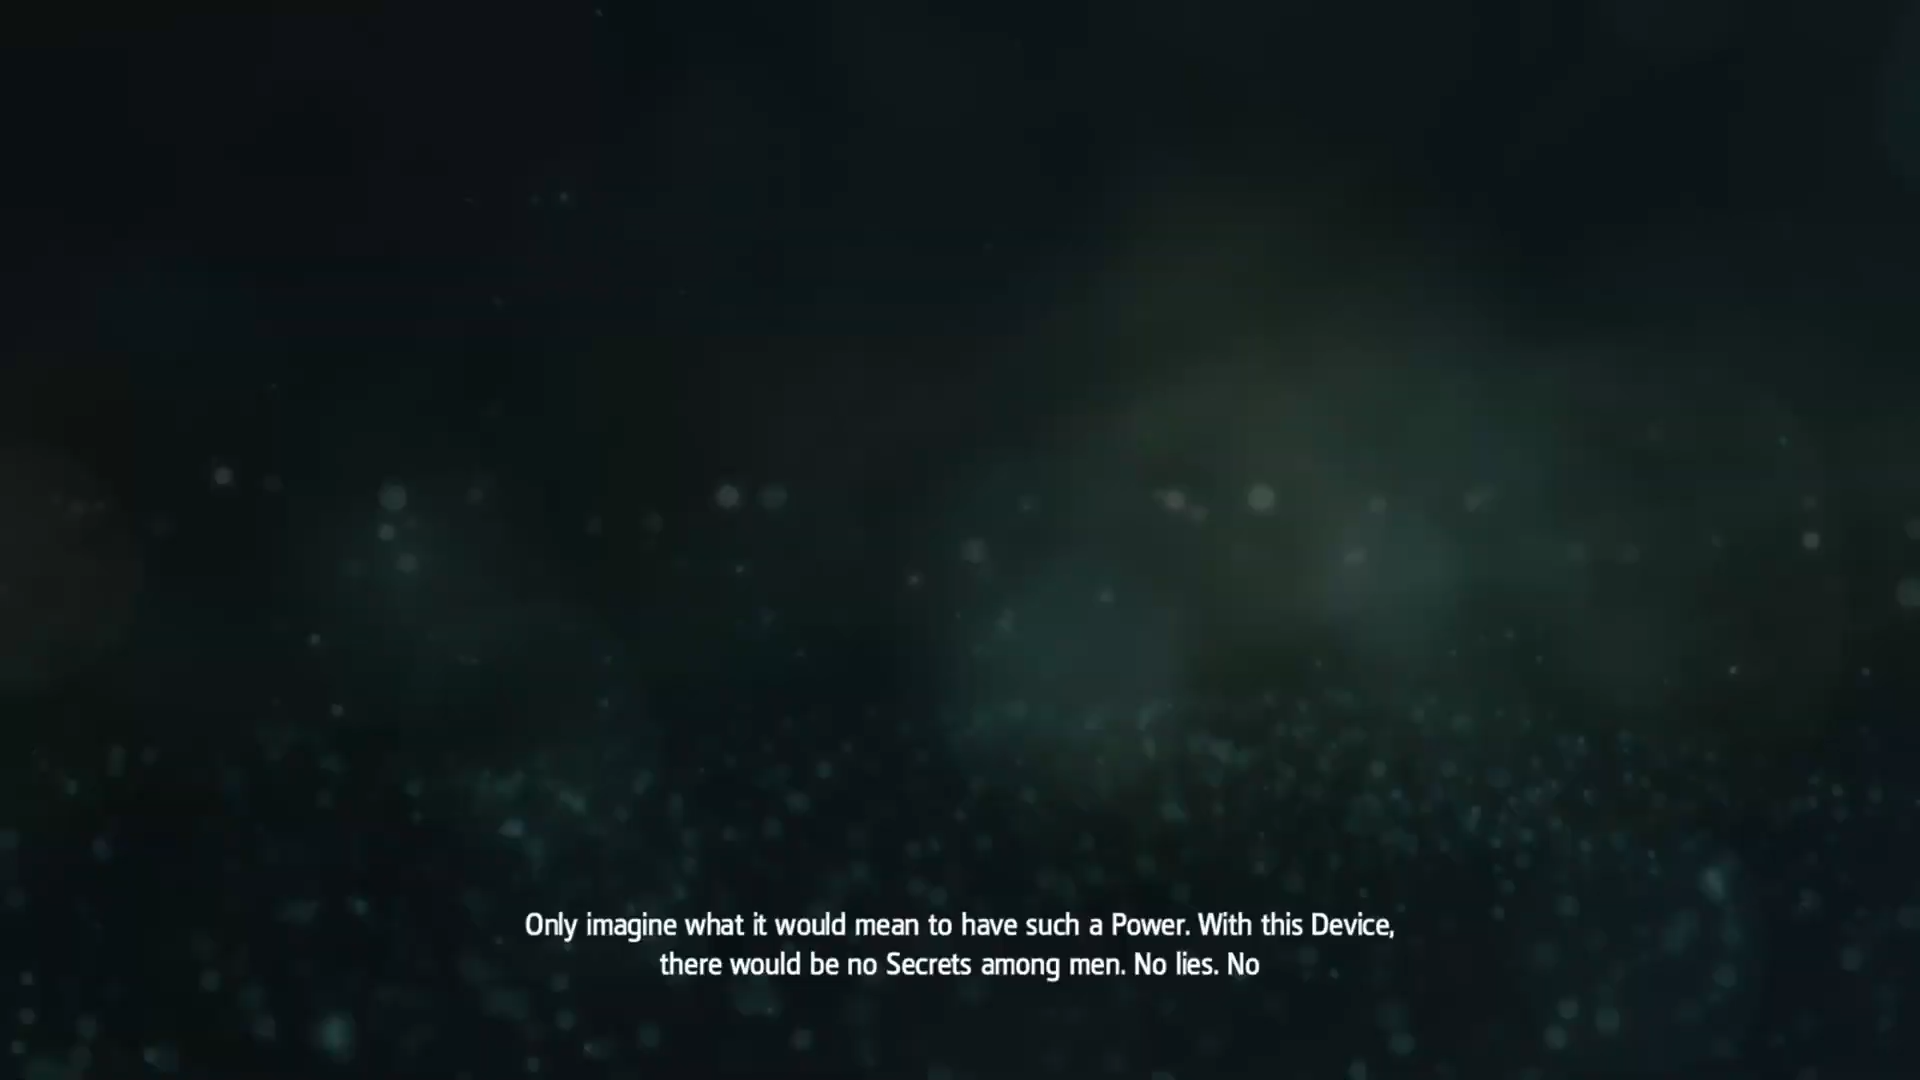 Only imagine what it would mean to have such a Power. With this Device,
there would be no Secrets among men. No lies. No